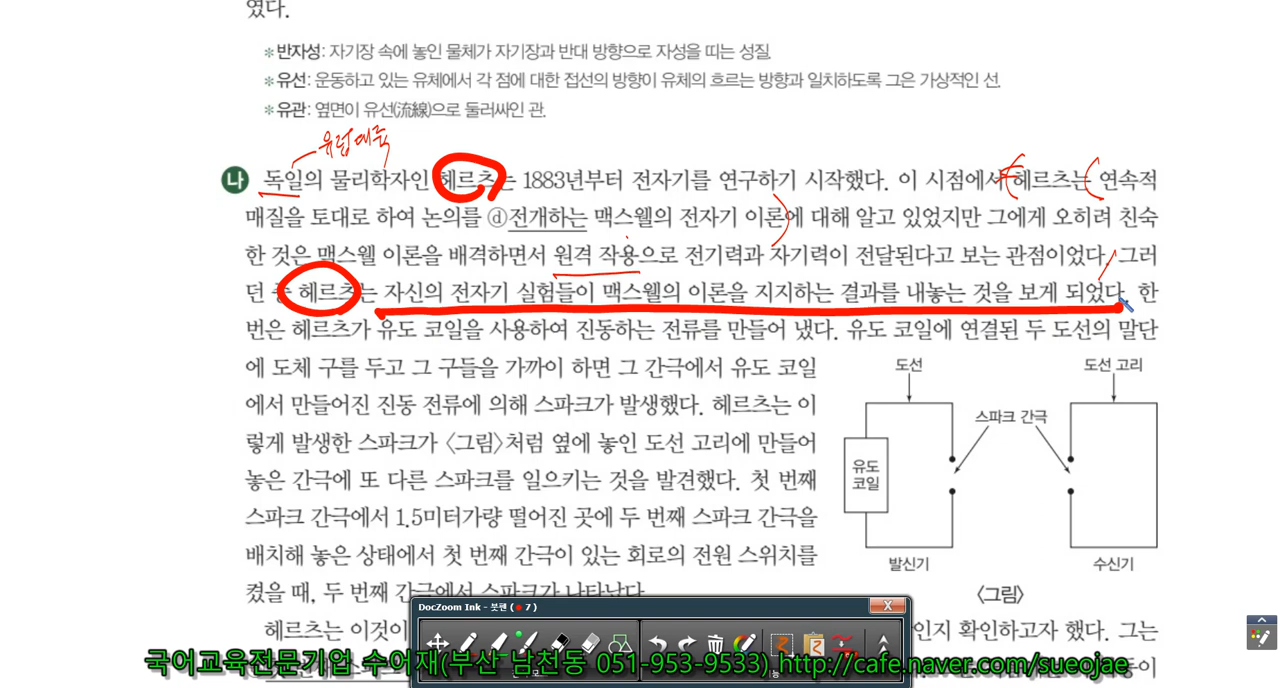 였다.
*반자성: 자기장 속에 놓인 물체가 자기장과 반대 방향으로 자성을 띠는 성질.
*유선: 운동하고 있는 유체에서 각 점에 대한 접선의 방향이 유체의 흐르는 방향과 일치하도록 그은 가상적인 선.
*유관: 옆면이 유선(流線)으로 둘러싸인 관.
유럽대륙
나 독일의 물리학자인 헤르츠는 1883년부터 전자기를 연구하기 시작했다. 이 시점에서 헤르츠는 연속적
매질을 토대로 하여 논의를 ⓓ전개하는 맥스웰의 전자기 이론에 대해 알고 있었지만 그에게 오히려 친숙
한 것은 맥스웰 이론을 배격하면서 원격 작용으로 전기력과 자기력이 전달된다고 보는 관점이었다. 그러
던 중 헤르츠는 자신의 전자기 실험들이 맥스웰의 이론을 지지하는 결과를 내놓는 것을 보게 되었다. 한
번은 헤르츠가 유도 코일을 사용하여 진동하는 전류를 만들어 냈다. 유도 코일에 연결된 두 도선의 말단
에 도체 구를 두고 그 구들을 가까이 하면 그 간극에서 유도 코일
에서 만들어진 진동 전류에 의해 스파크가 발생했다. 헤르츠는 이
렇게 발생한 스파크가 〈그림〉처럼 옆에 놓인 도선 고리에 만들어
놓은 간극에 또 다른 스파크를 일으키는 것을 발견했다. 첫 번째
스파크 간극에서 1.5미터가량 떨어진 곳에 두 번째 스파크 간극을
배치해 놓은 상태에서 첫 번째 간극이 있는 회로의 전원 스위치를
켰을 때, 두 번째 간극에서 스파크가 나타났다.
도선
도선 고리
스파크 간극
유도
코일
발신기
수신기
〈그림〉
헤르츠는 이것이
인지 확인하고자 했다. 그는
DocZoom Ink - 붓펜 ( 7 )
국어교육전문기업 수어재(부산 남천동 051-953-9533) http://cafe.naver.com/sueojae
들이